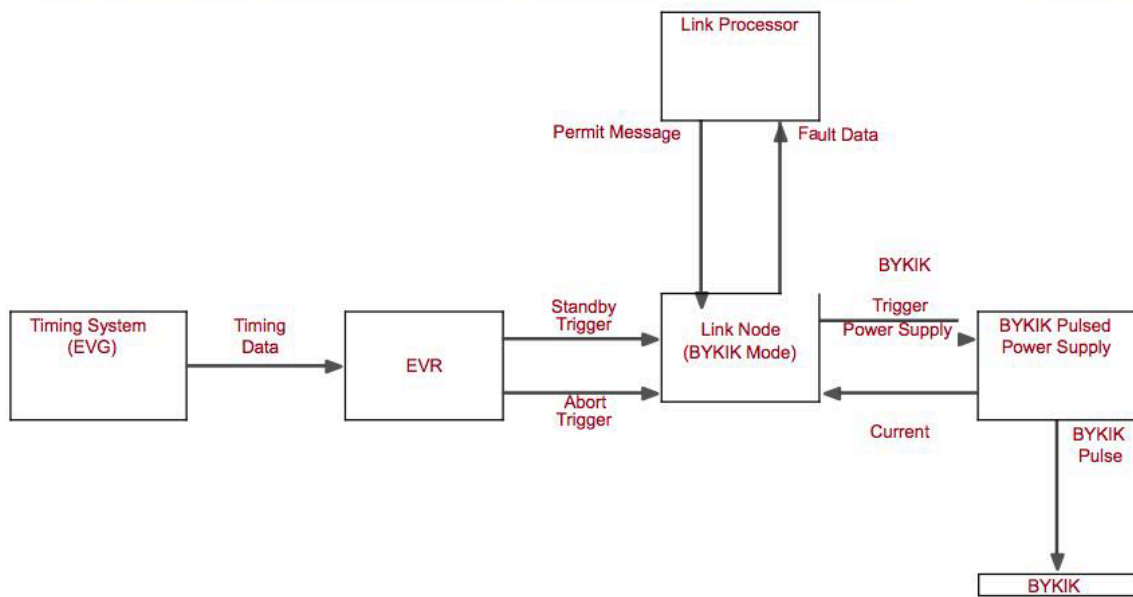 Link Processor
Permit Message
Fault Data
BYKIK
Timing System
(EVG)
Timing
Data
EVR
Standby
Trigger
Abort
Trigger
Link Node
(BYKIK Mode)
Trigger
Power Supply
BYKIK Pulsed
Power Supply
Current
BYKIK
Pulse
BYKIK